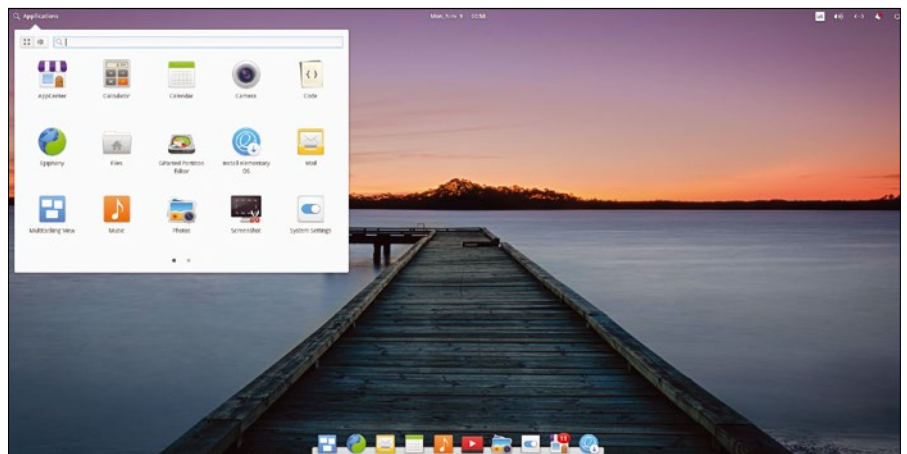 Applications
AppCenter
Calculator
Calendar
Camera
Code
Epiphany
Files
GParted Partition
Editor
Install elementary
OS
Mail
Multitasking View
Music
Photos
Screenshot
System Settings
11